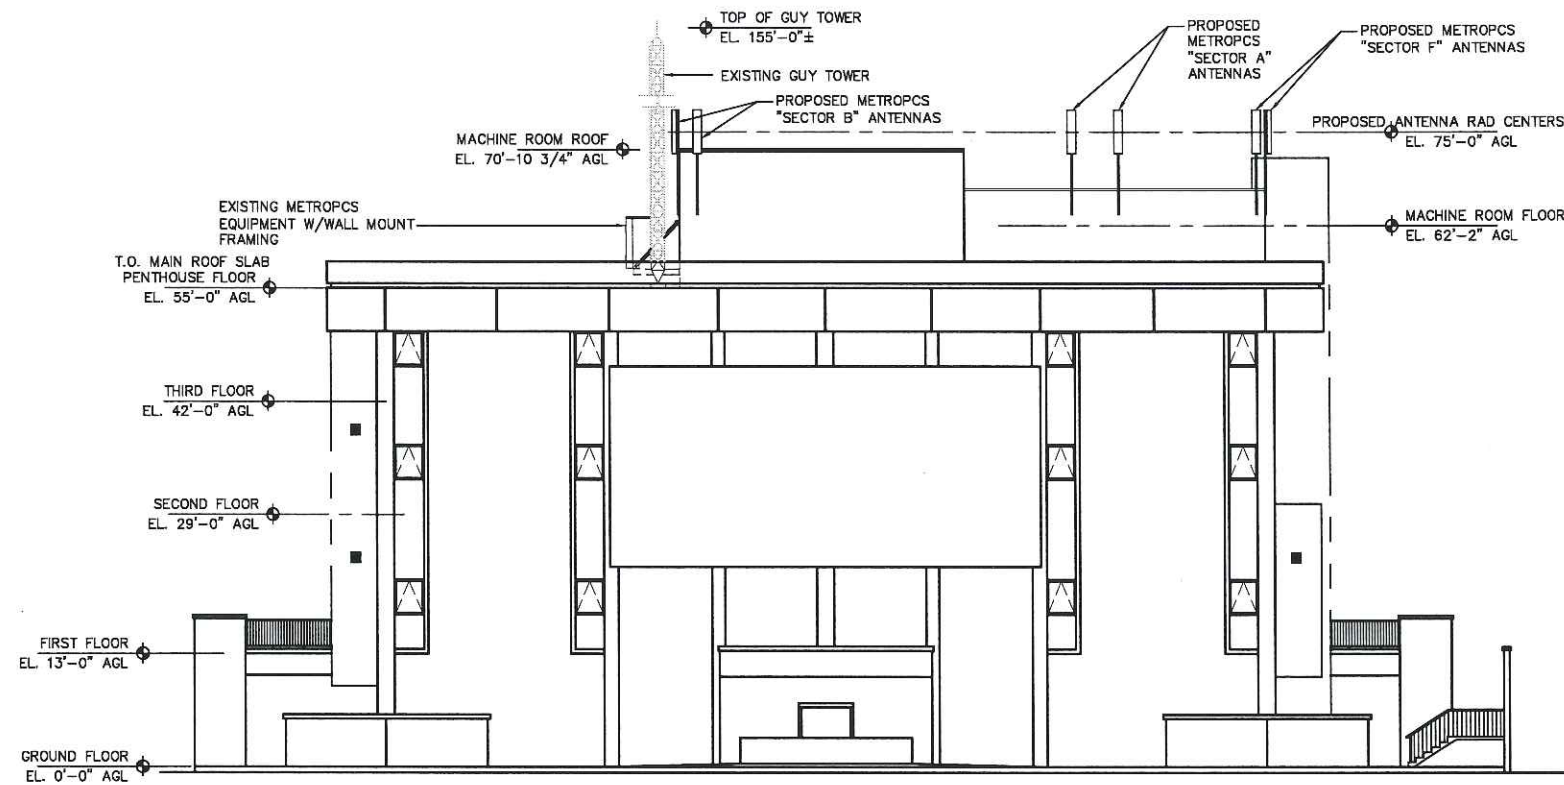 TOP OF GUY TOWER
EL. 155'-0"±
EXISTING GUY TOWER
PROPOSED METROPCS
"SECTOR B" ANTENNAS
PROPOSED
METROPCS
"SECTOR A"
ANTENNAS
PROPOSED METROPCS
"SECTOR F" ANTENNAS
MACHINE ROOM ROOF
EL. 70'-10 3/4" AGL
PROPOSED ANTENNA RAD CENTERS
EL. 75'-0" AGL
EXISTING METROPCS
EQUIPMENT W/WALL MOUNT
FRAMING
MACHINE ROOM FLOOR
EL. 62'-2" AGL
T.O. MAIN ROOF SLAB
PENTHOUSE FLOOR
EL. 55'-0" AGL
THIRD FLOOR
EL. 42'-0" AGL
SECOND FLOOR
EL. 29'-0" AGL
FIRST FLOOR
EL. 13'-0" AGL
GROUND FLOOR
EL. 0'-0" AGL